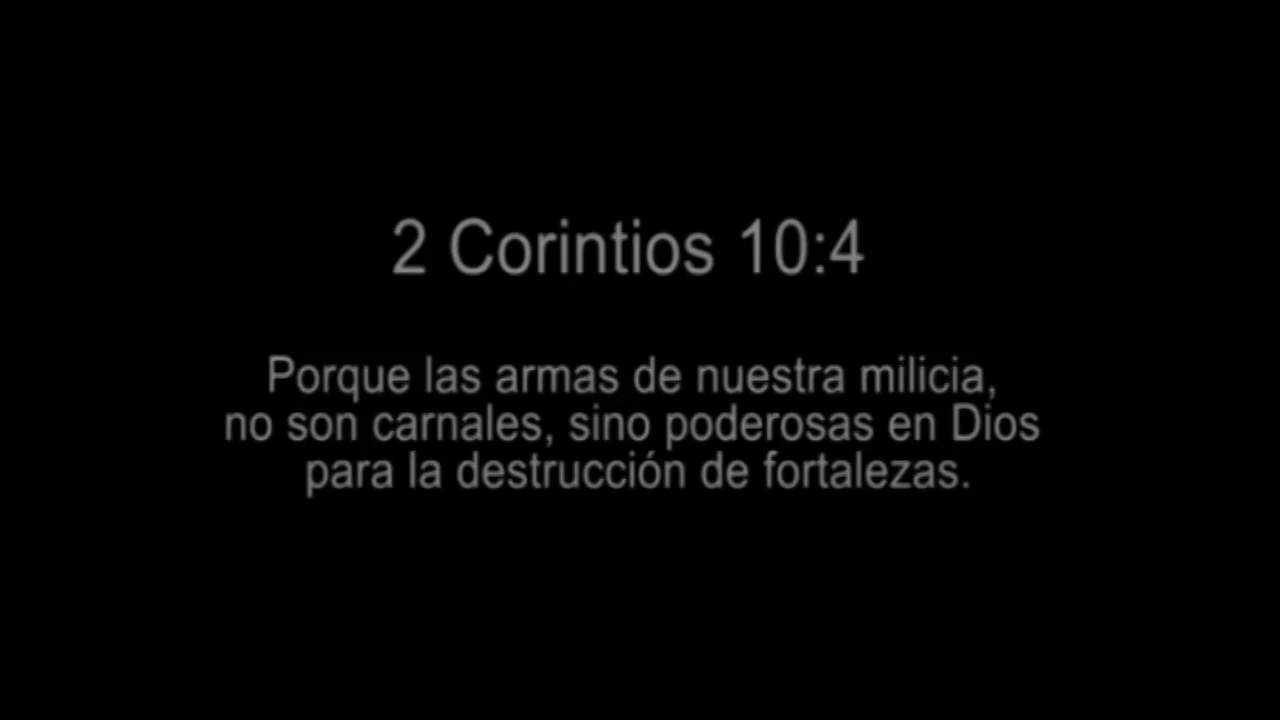 2 Corintios 10:4
Porque las armas de nuestra milicia,
no son carnales, sino poderosas en Dios
para la destrucción de fortalezas.